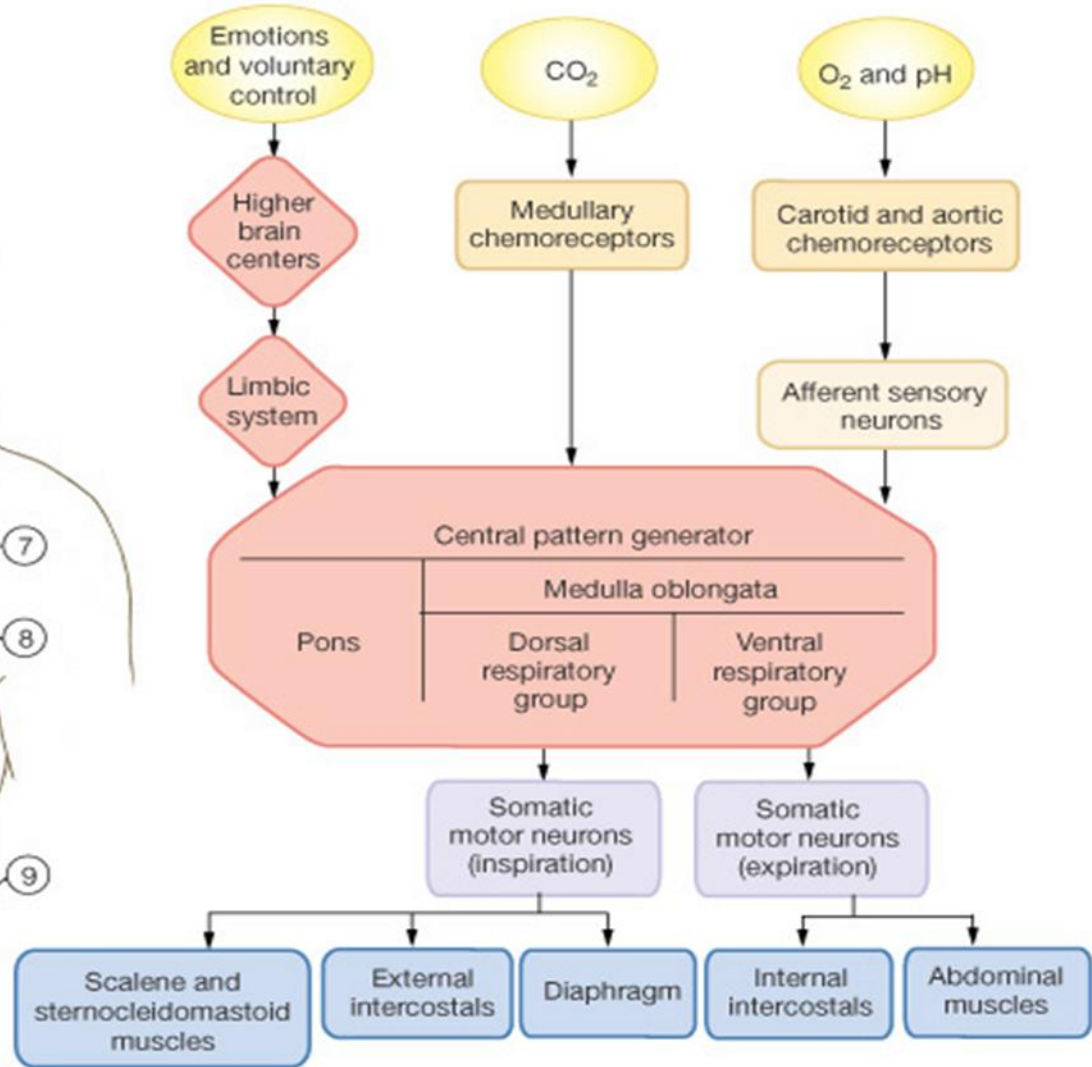 Emotions
and voluntary
control
CO₂
O₂ and pH
Higher
brain
centers
Medullary
chemoreceptors
Carotid and aortic
chemoreceptors
Limbic
system
Afferent sensory
neurons
Central pattern generator
Medulla oblongata
Pons
Dorsal
respiratory
group
Ventral
respiratory
group
7
8
9
Somatic
motor neurons
(inspiration)
Somatic
motor neurons
(expiration)
Scalene and
sternocleidomastoid
muscles
External
intercostals
Diaphragm
Internal
intercostals
Abdominal
muscles